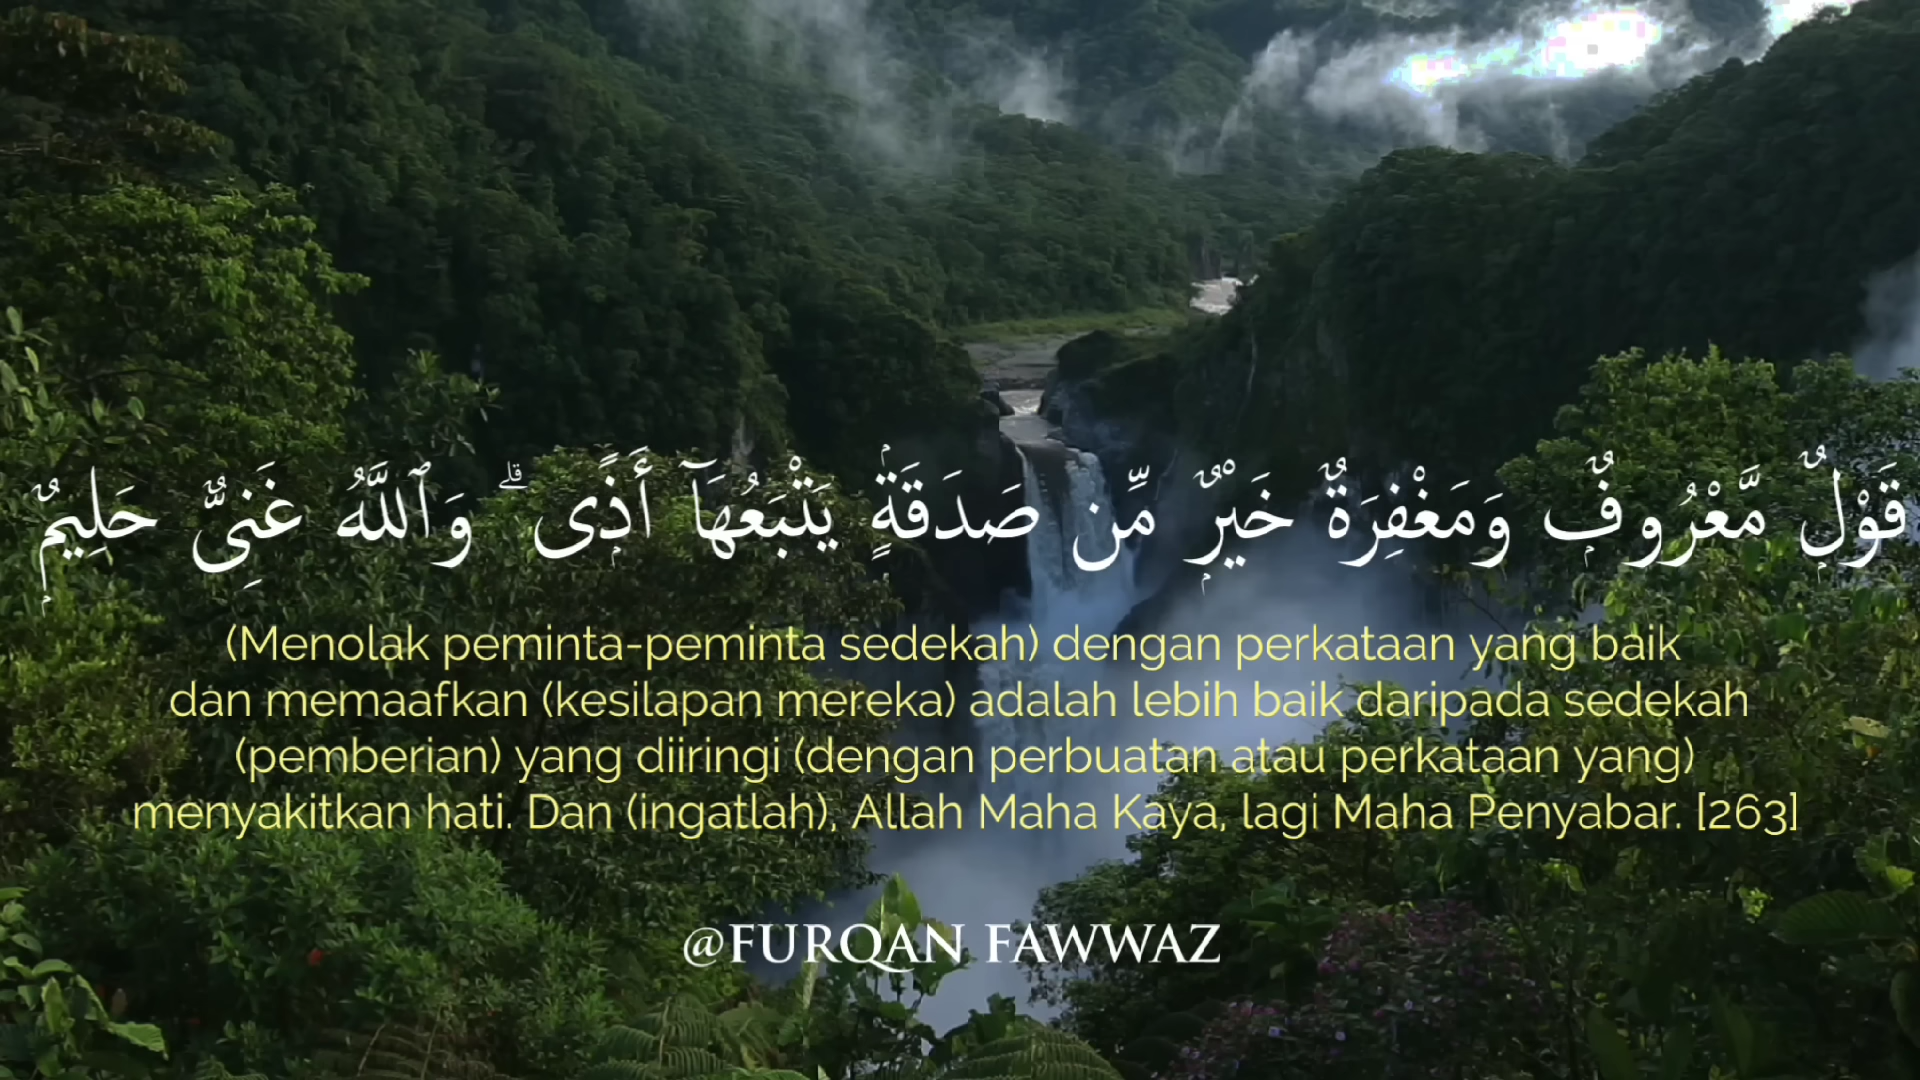 قَوْلٌ مَّعْرُوفٌ وَمَغْفِرَةٌ خَيْرٌ مِّن صَدَقَةٍ يَتْبَعُهَآ أَذًى ۗ وَٱللَّهُ غَنِىٌّ حَلِيمٌ
(Menolak peminta-peminta sedekah) dengan perkataan yang baik
dan memaafkan (kesilapan mereka) adalah lebih baik daripada sedekah
(pemberian) yang diiringi (dengan perbuatan atau perkataan yang)
menyakitkan hati. Dan (ingatlah), Allah Maha Kaya, lagi Maha Penyabar. [263]
@FURQAN FAWWAZ